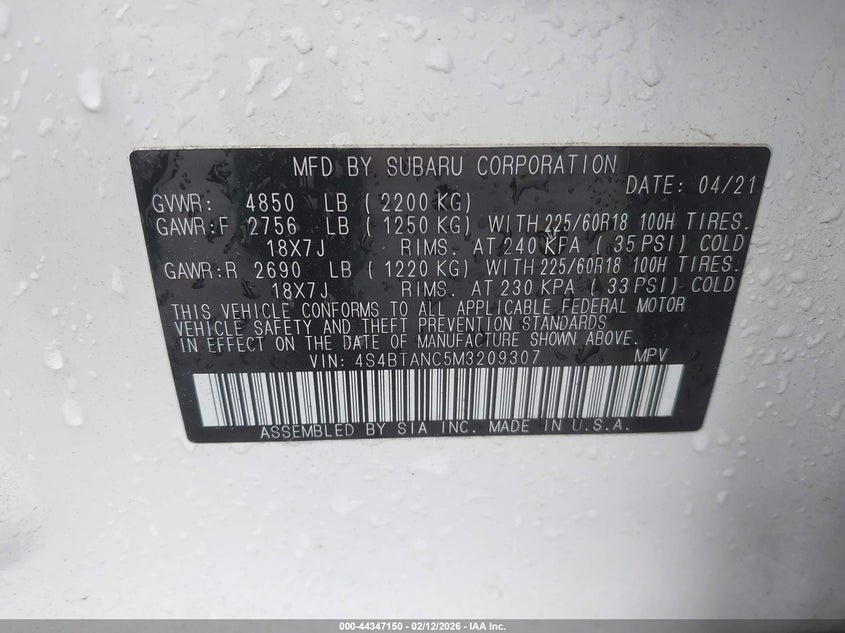 MFD BY SUBARU CORPORATION
DATE: 04/21
GVWR: 4850 LB ( 2200 KG)
GAWR:F 2756 LB ( 1250 KG) WITH 225/60R18 100H TIRES.
18X7J RIMS. AT 240 KPA ( 35 PSI) COLD
GAWR:R 2690 LB ( 1220 KG) WITH 225/60R18 100H TIRES.
18X7J RIMS. AT 230 KPA ( 33 PSI) COLD
THIS VEHICLE CONFORMS TO ALL APPLICABLE FEDERAL MOTOR
VEHICLE SAFETY AND THEFT PREVENTION STANDARDS
IN EFFECT ON THE DATE OF MANUFACTURE SHOWN ABOVE.
VIN: 4S4BTANC5M3209307 MPV
ASSEMBLED BY SIA INC. MADE IN U.S.A.
000-44347150 - 02/12/2026 - IAA Inc.